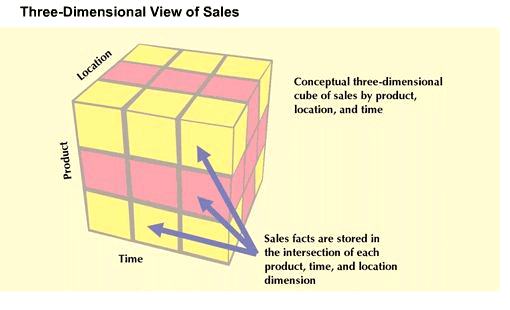 Three-Dimensional View of Sales
Location
Conceptual three-dimensional
cube of sales by product,
location, and time
Product
Time
Sales facts are stored in
the intersection of each
product, time, and location
dimension